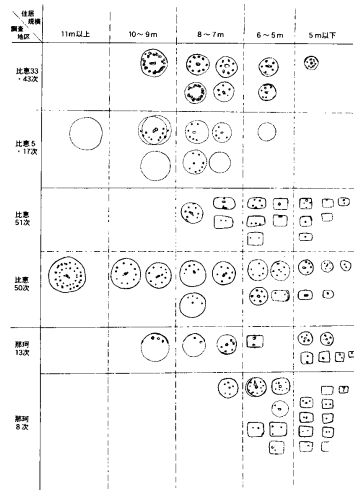 住居
規模
調査
地区
11m以上
10〜9m
8〜7m
6〜5m
5m以下
比恵33
・43次
比恵5
・17次
比恵
51次
比恵
50次
那珂
13次
那珂
8次